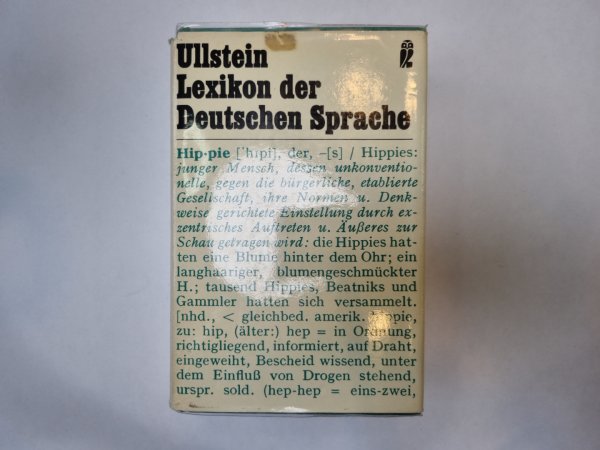 Ullstein
Lexikon der
Deutschen Sprache
Hip·pie ['hɪpi], der, –[s] / Hippies:
junger Mensch, dessen unkonventio-
nelle, gegen die bürgerliche, etablierte
Gesellschaft, ihre Normen u. Denk-
weise gerichtete Einstellung durch ex-
zentrisches Auftreten u. Äußeres zur
Schau getragen wird: die Hippies hat-
ten eine Blume hinter dem Ohr; ein
langhaariger, blumengeschmückter
H.; tausend Hippies, Beatniks und
Gammler hatten sich versammelt.
[nhd., < gleichbed. amerik. hippie,
zu: hip, (älter:) hep = in Ordnung,
richtigliegend, informiert, auf Draht,
eingeweiht, Bescheid wissend, unter
dem Einfluß von Drogen stehend,
urspr. sold. (hep-hep = eins-zwei,